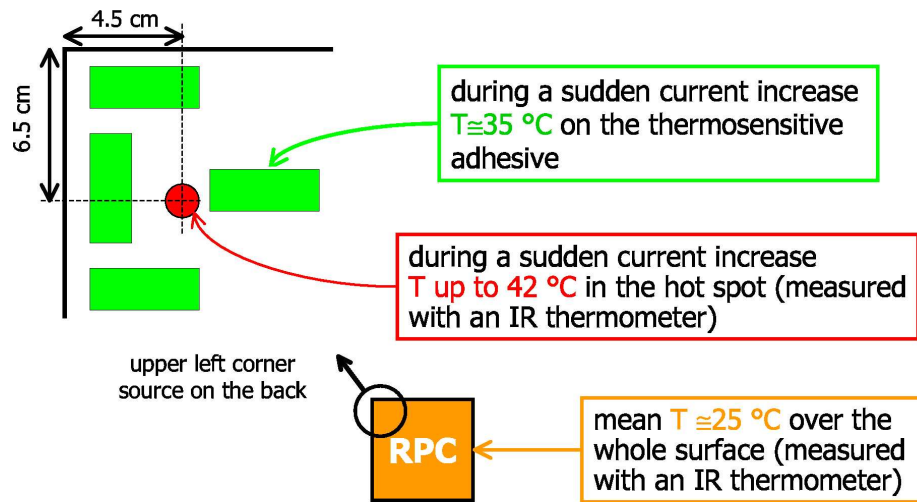 4.5 cm
6.5 cm
during a sudden current increase
T≅35 °C on the thermosensitive
adhesive
during a sudden current increase
T up to 42 °C in the hot spot (measured
with an IR thermometer)
upper left corner
source on the back
RPC
mean T ≅25 °C over the
whole surface (measured
with an IR thermometer)